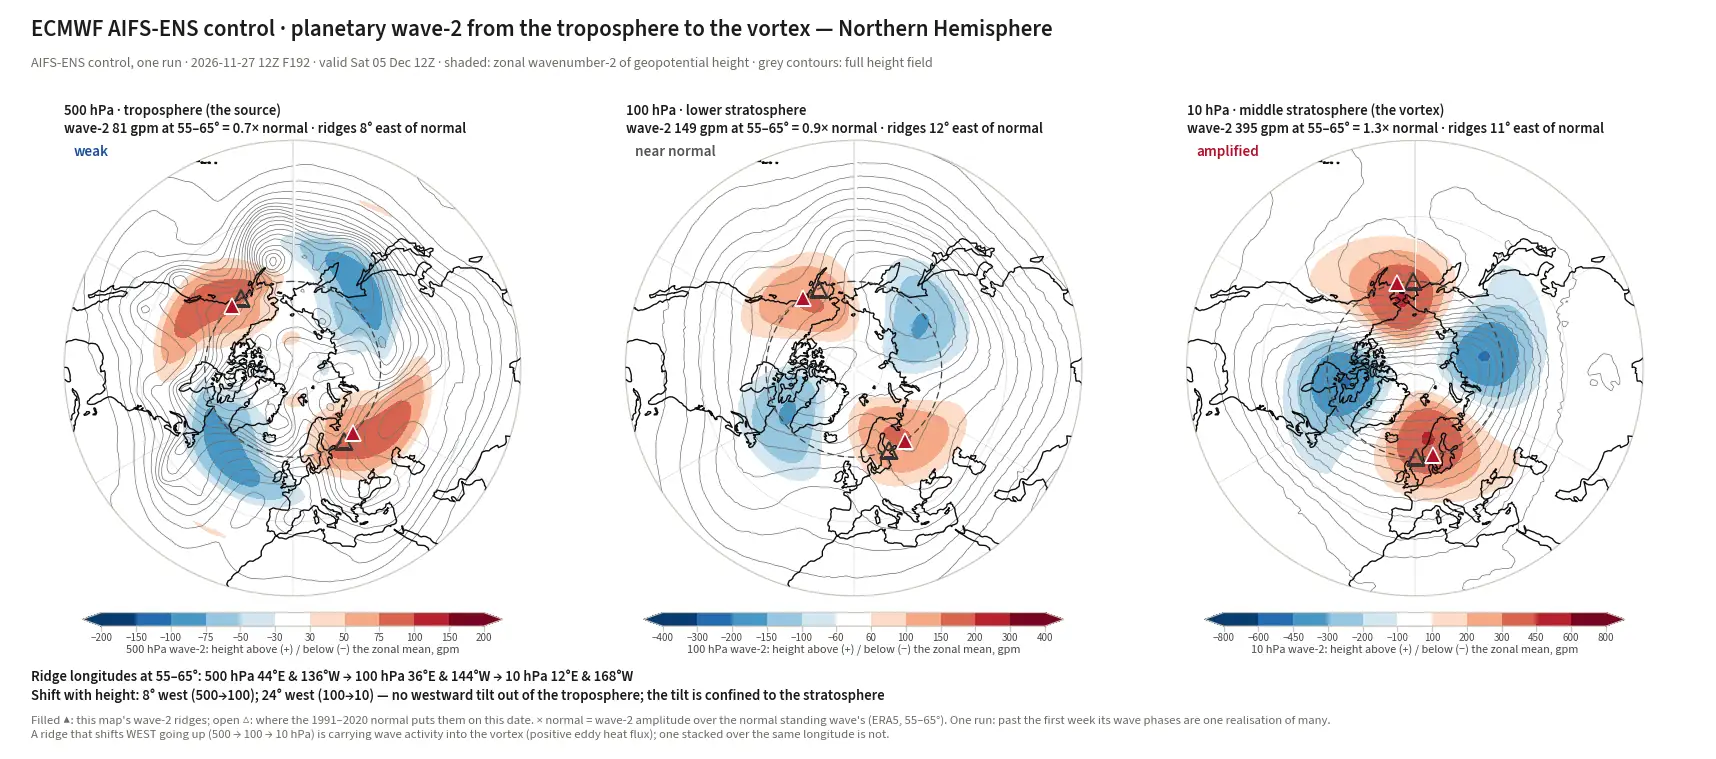 ECMWF AIFS-ENS control · planetary wave-2 from the troposphere to the vortex — Northern Hemisphere
AIFS-ENS control, one run · 2026-11-27 12Z F192 · valid Sat 05 Dec 12Z · shaded: zonal wavenumber-2 of geopotential height · grey contours: full height field
500 hPa · troposphere (the source)
wave-2 81 gpm at 55–65° = 0.7× normal · ridges 8° east of normal
weak
100 hPa · lower stratosphere
wave-2 149 gpm at 55–65° = 0.9× normal · ridges 12° east of normal
near normal
10 hPa · middle stratosphere (the vortex)
wave-2 395 gpm at 55–65° = 1.3× normal · ridges 11° east of normal
amplified
−200 −150 −100 −75 −50 −30 30 50 75 100 150 200
500 hPa wave-2: height above (+) / below (−) the zonal mean, gpm
−400 −300 −200 −150 −100 −60 60 100 150 200 300 400
100 hPa wave-2: height above (+) / below (−) the zonal mean, gpm
−800 −600 −450 −300 −200 −100 100 200 300 450 600 800
10 hPa wave-2: height above (+) / below (−) the zonal mean, gpm
Ridge longitudes at 55–65°: 500 hPa 44°E & 136°W → 100 hPa 36°E & 144°W → 10 hPa 12°E & 168°W
Shift with height: 8° west (500→100); 24° west (100→10) — no westward tilt out of the troposphere; the tilt is confined to the stratosphere
Filled ▲: this map's wave-2 ridges; open △: where the 1991–2020 normal puts them on this date. × normal = wave-2 amplitude over the normal standing wave's (ERA5, 55–65°). One run: past the first week its wave phases are one realisation of many.
A ridge that shifts WEST going up (500 → 100 → 10 hPa) is carrying wave activity into the vortex (positive eddy heat flux); one stacked over the same longitude is not.